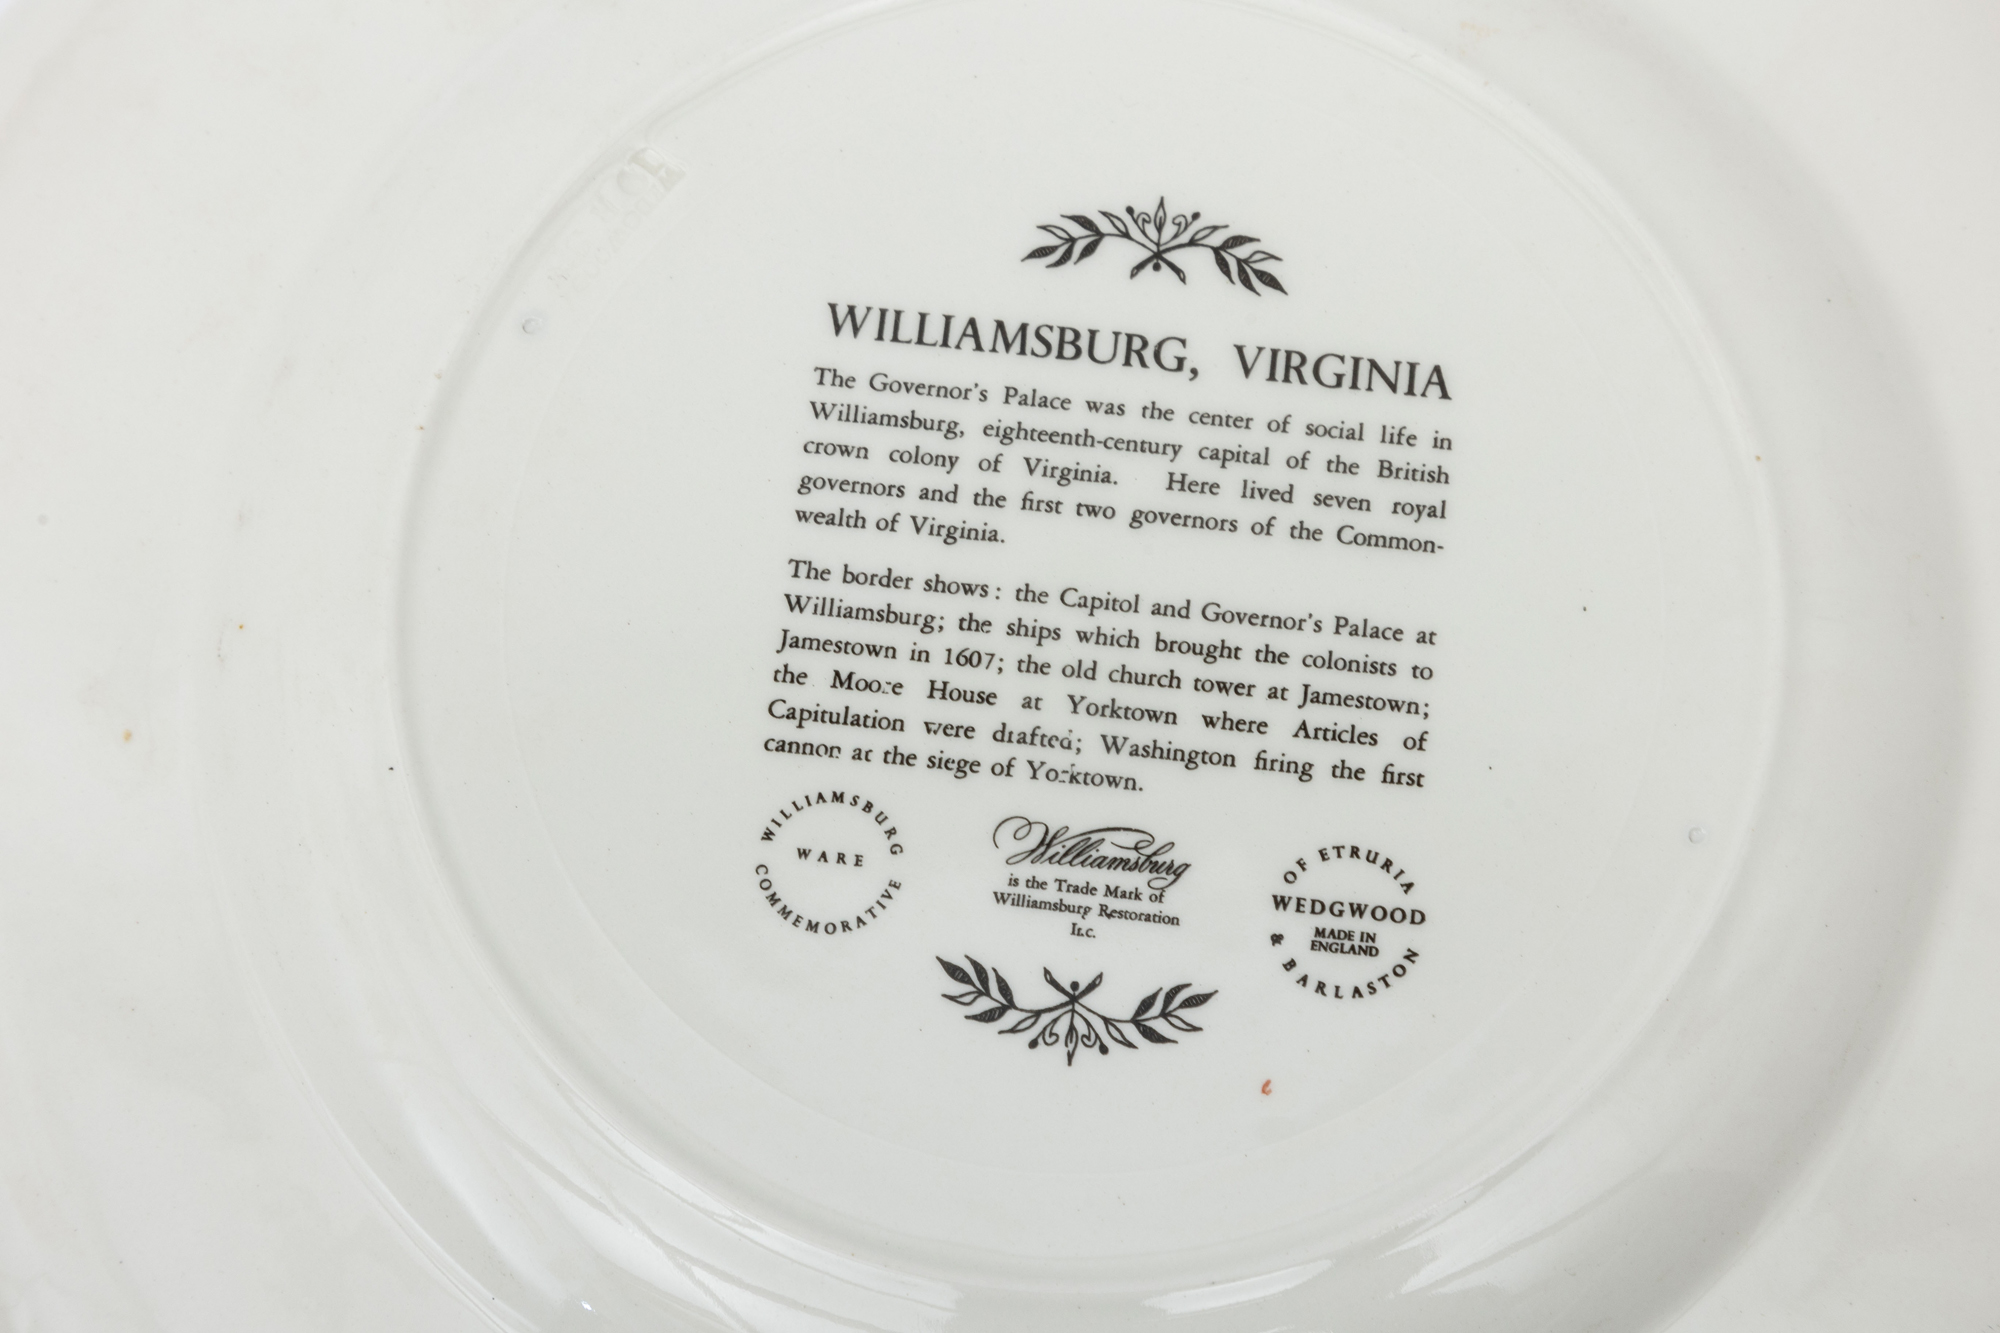 WILLIAMSBURG, VIRGINIA
The Governor's Palace was the center of social life in
Williamsburg, eighteenth-century capital of the British
crown colony of Virginia. Here lived seven royal
governors and the first two governors of the Common-
wealth of Virginia.
The border shows: the Capitol and Governor's Palace at
Williamsburg; the ships which brought the colonists to
Jamestown in 1607; the old church tower at Jamestown;
the Moore House at Yorktown where Articles of
Capitulation were drafted; Washington firing the first
cannon at the siege of Yorktown.
WILLIAMSBURG
WARE
COMMEMORATIVE
Williamsburg
is the Trade Mark of
Williamsburg Restoration
Inc.
OF ETRURIA
WEDGWOOD
MADE IN
ENGLAND
& BARLASTON